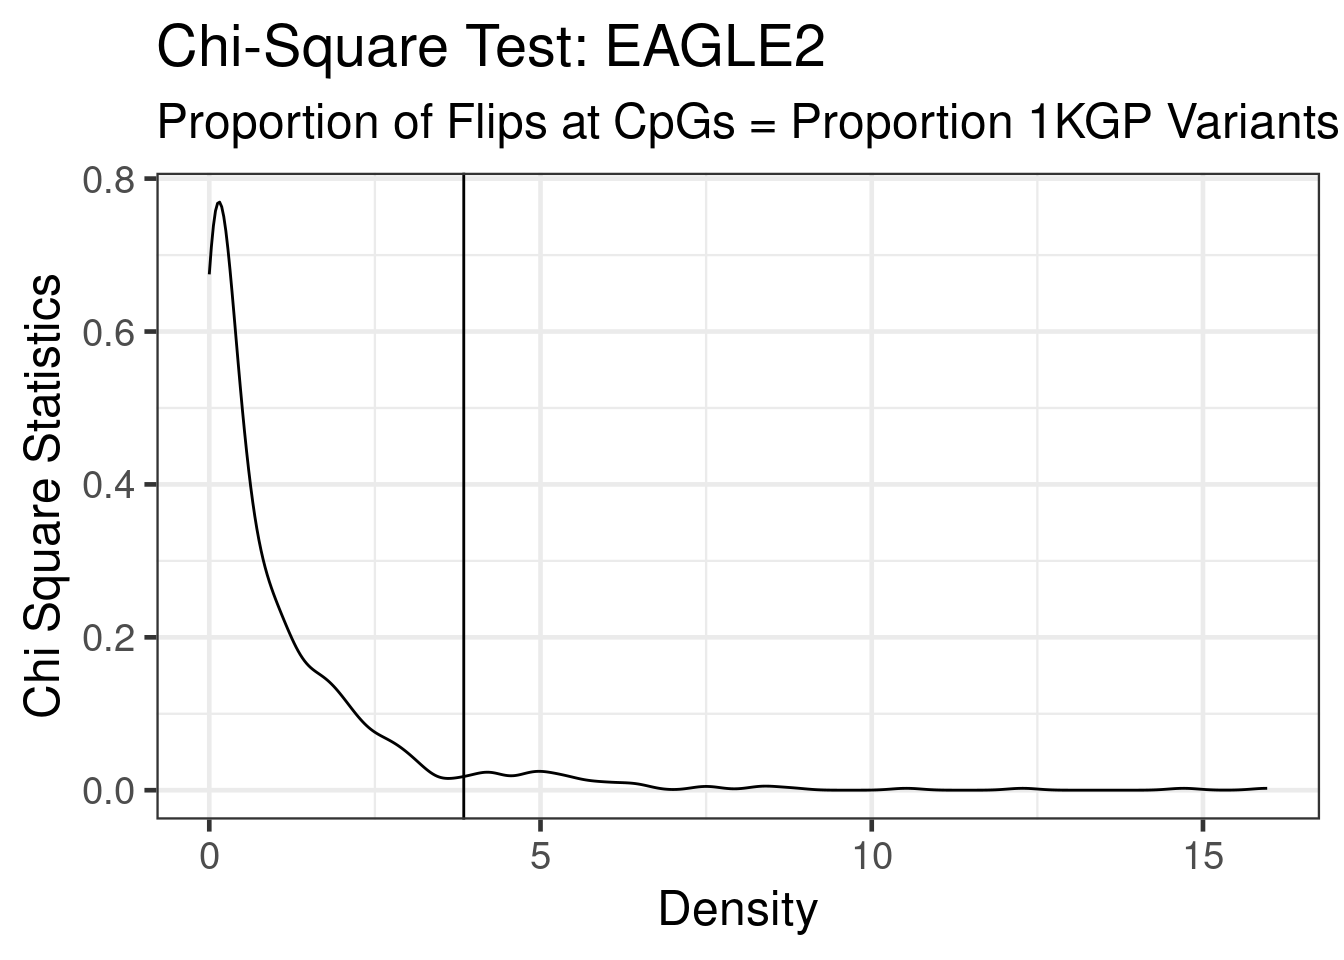 Chi-Square Test: EAGLE2
Proportion of Flips at CpGs = Proportion 1KGP Variants
0.8
0.6
0.4
0.2
0.0
Chi Square Statistics
0 5 10 15
Density